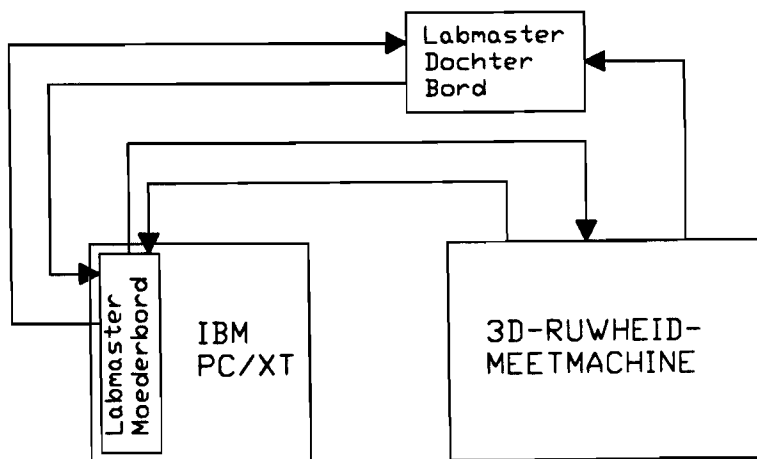 Labmaster
Dochter
Bord
Labmaster
Moederbord
IBM
PC/XT
3D-RUWHEID-
MEETMACHINE